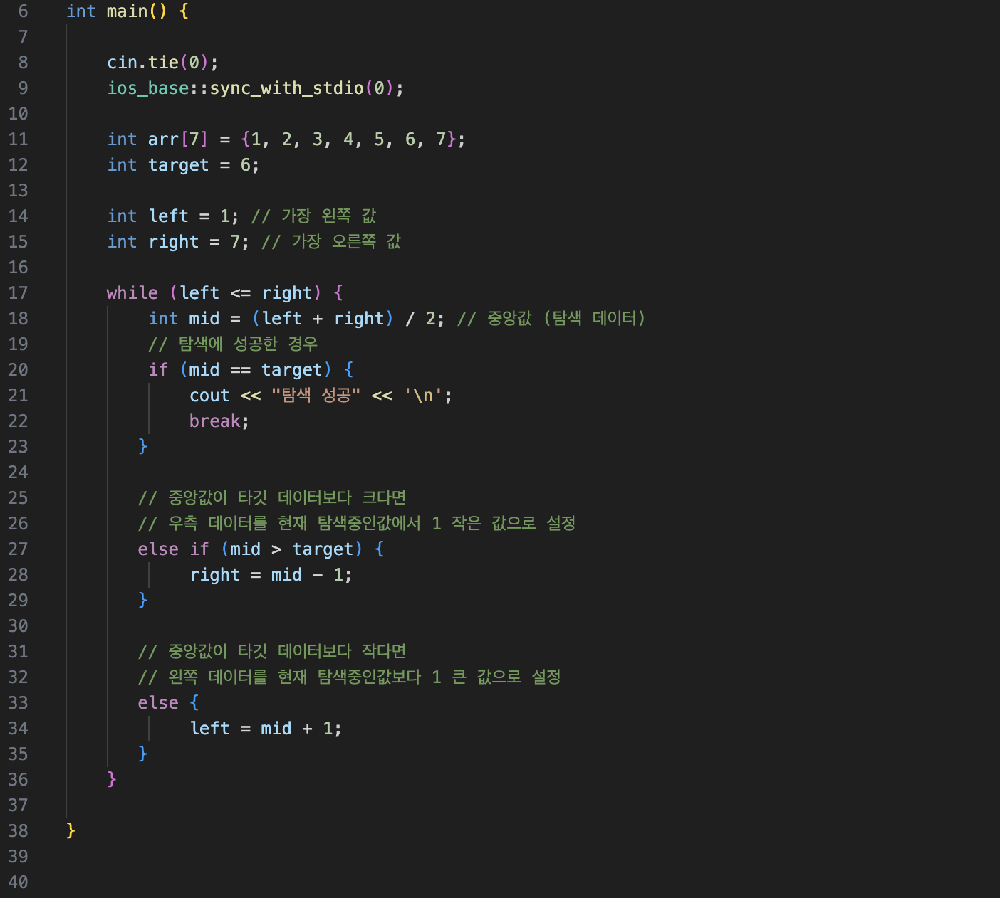 6 int main() {
7
8 cin.tie(0);
9 ios_base::sync_with_stdio(0);
10
11 int arr[7] = {1, 2, 3, 4, 5, 6, 7};
12 int target = 6;
13
14 int left = 1; // 가장 왼쪽 값
15 int right = 7; // 가장 오른쪽 값
16
17 while (left <= right) {
18 int mid = (left + right) / 2; // 중앙값 (탐색 데이터)
19 // 탐색에 성공한 경우
20 if (mid == target) {
21 cout << "탐색 성공" << '\n';
22 break;
23 }
24
25 // 중앙값이 타깃 데이터보다 크다면
26 // 우측 데이터를 현재 탐색중인값에서 1 작은 값으로 설정
27 else if (mid > target) {
28 right = mid - 1;
29 }
30
31 // 중앙값이 타깃 데이터보다 작다면
32 // 왼쪽 데이터를 현재 탐색중인값보다 1 큰 값으로 설정
33 else {
34 left = mid + 1;
35 }
36 }
37
38 }
39
40